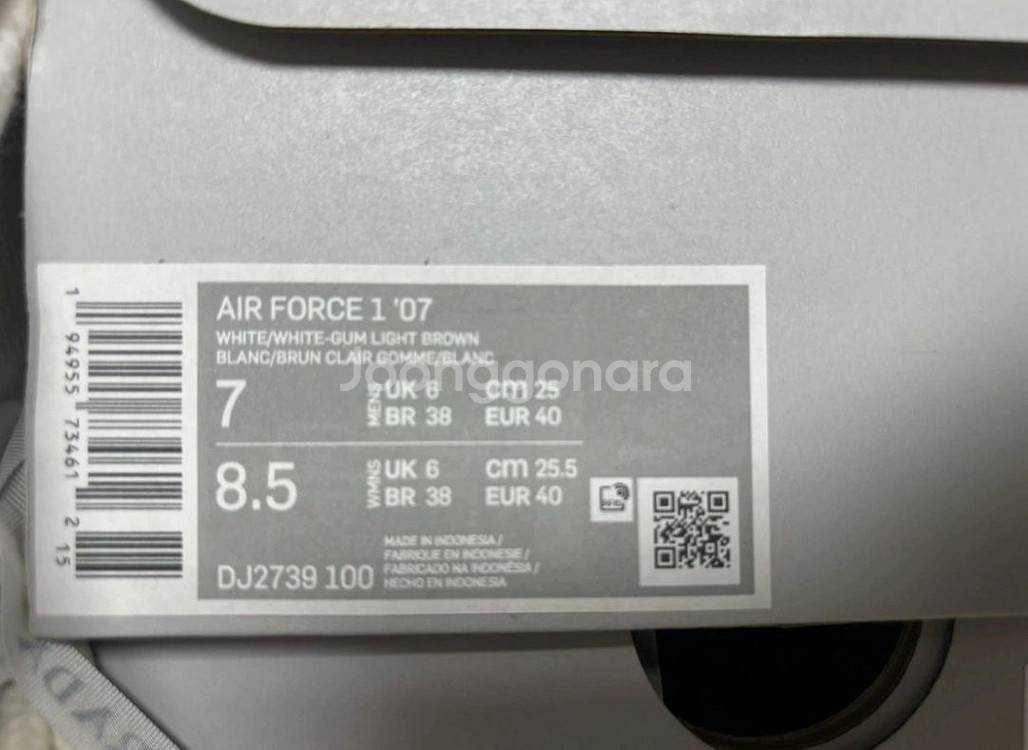 AIR FORCE 1 '07
WHITE/WHITE-GUM LIGHT BROWN
BLANC/BRUN CLAIR GOMME/BLANC
Joonggonara
7 MENS UK 6 cm 25
BR 38 EUR 40
8.5 WMNS UK 6 cm 25.5
BR 38 EUR 40
MADE IN INDONESIA /
FABRIQUE EN INDONESIE /
FABRICADO NA INDONÉSIA /
HECHO EN INDONESIA
DJ2739 100
1 94955 73461 2 15